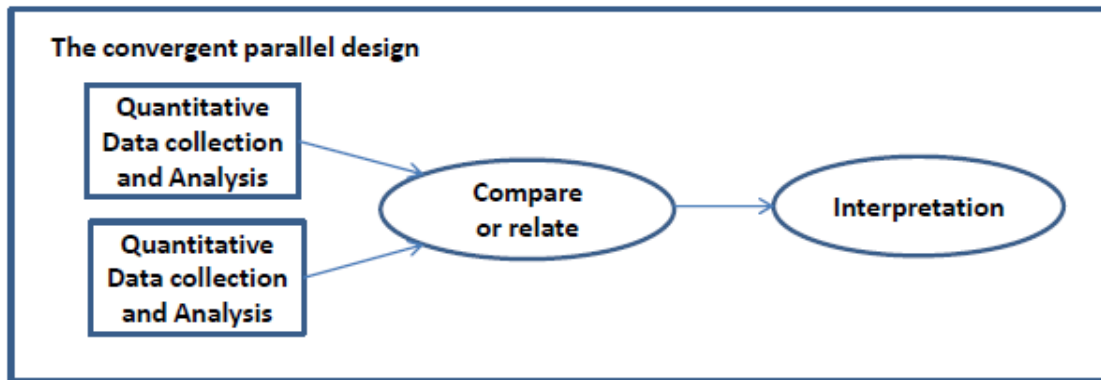 The convergent parallel design
Quantitative
Data collection
and Analysis
Quantitative
Data collection
and Analysis
Compare
or relate
Interpretation